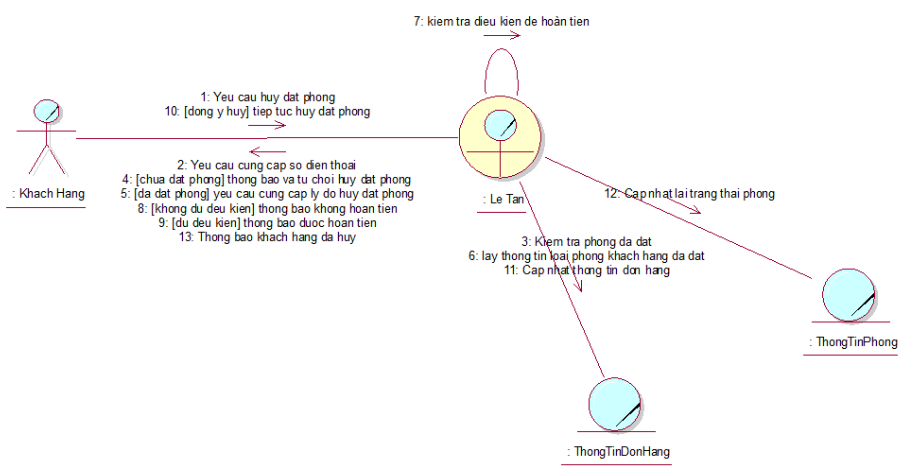 7: kiem tra dieu kien de hoàn tien
1: Yeu cau huy dat phong
10: [dong y huy] tiep tuc huy dat phong
2: Yeu cau cung cap so dien thoai
4: [chua dat phong] thong bao va tu choi huy dat phong
5: [da dat phong] yeu cau cung cap ly do huy dat phong
8: [khong du deu kien] thong bao khong hoan tien
9: [du deu kien] thong bao duoc hoan tien
13: Thong bao khach hang da huy
: Khach Hang
: Le Tan
12: Cap nhat lai trang thai phong
3: Kiem tra phong da dat
6: lay thong tin loai phong khach hang da dat
11: Cap nhat thong tin don hang
: ThongTinPhong
: ThongTinDonHang